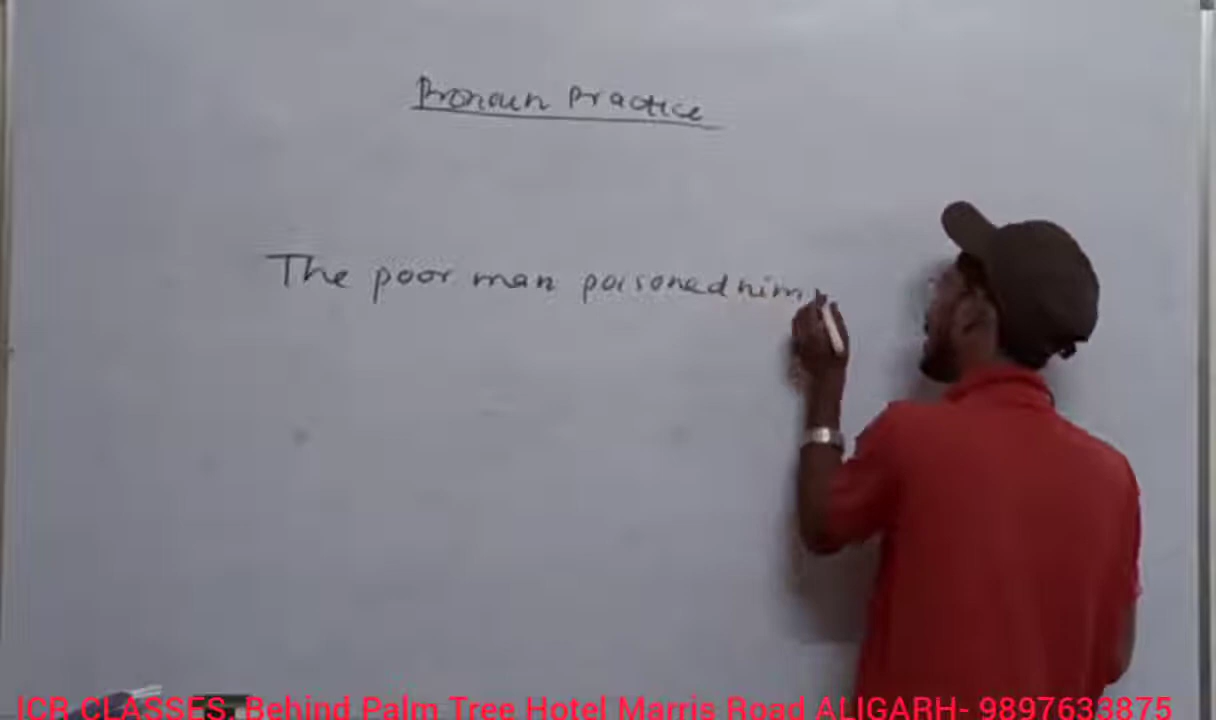 Pronoun Practice
The poor man poisoned him
ICR CLASSES, Behind Palm Tree Hotel Marris Road ALIGARH- 9897633875